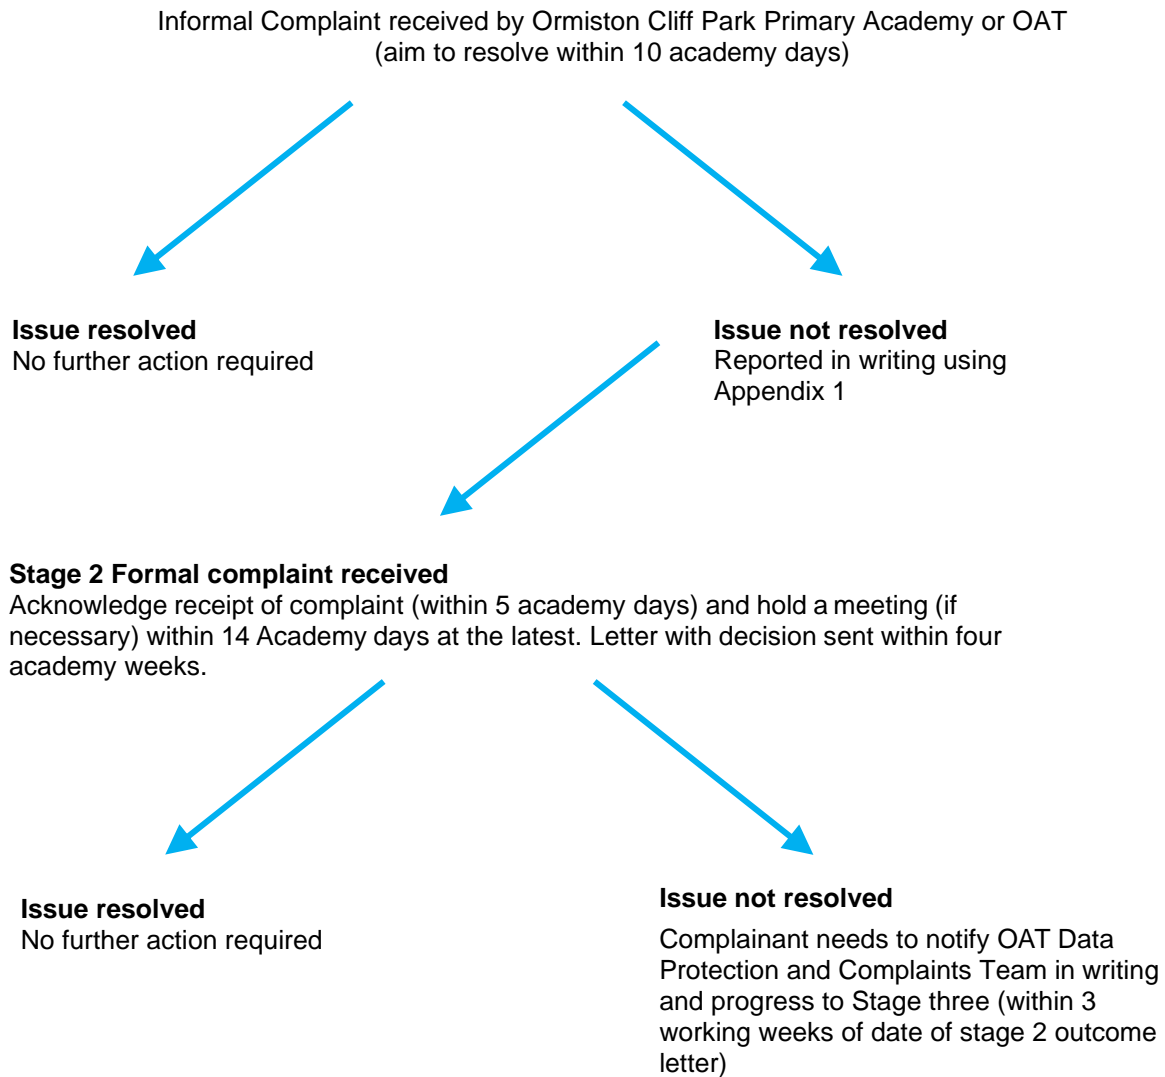 Informal Complaint received by Ormiston Cliff Park Primary Academy or OAT
(aim to resolve within 10 academy days)
Issue resolved
No further action required
Issue not resolved
Reported in writing using
Appendix 1
Stage 2 Formal complaint received
Acknowledge receipt of complaint (within 5 academy days) and hold a meeting (if
necessary) within 14 Academy days at the latest. Letter with decision sent within four
academy weeks.
Issue resolved
No further action required
Issue not resolved
Complainant needs to notify OAT Data
Protection and Complaints Team in writing
and progress to Stage three (within 3
working weeks of date of stage 2 outcome
letter)